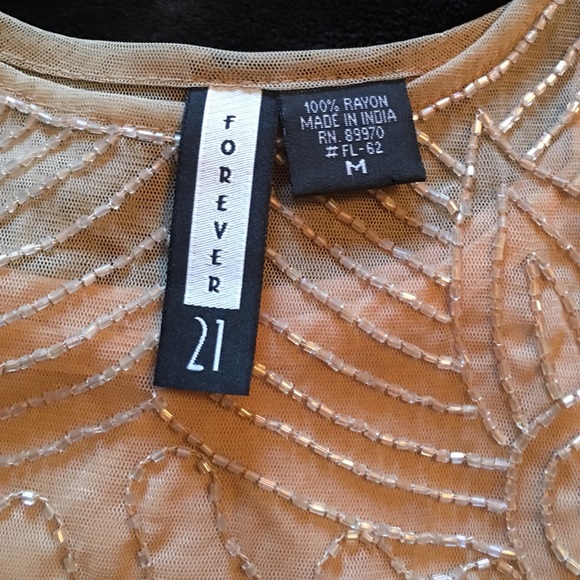 FOREVER
21
100% RAYON
MADE IN INDIA
RN. 89970
#FL-62
M